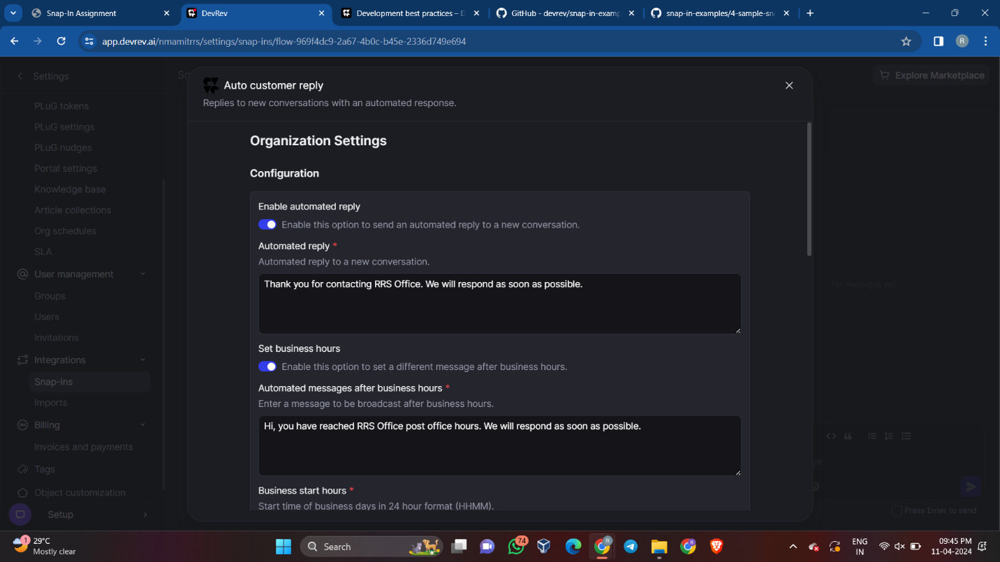 Snap-In Assignment
DevRev
Development best practices – D
GitHub - devrev/snap-in-examp
snap-in-examples/4-sample-sna
app.devrev.ai/nmamitrrs/settings/snap-ins/flow-969f4dc9-2a67-4b0c-b45e-2336d749e694
R
Settings
PLuG tokens
PLuG settings
PLuG nudges
Portal settings
Knowledge base
Article collections
Org schedules
SLA
User management
Groups
Users
Invitations
Integrations
Snap-ins
Imports
Billing
Invoices and payments
Tags
Object customization
Setup
Sn
Explore Marketplace
Auto customer reply
Replies to new conversations with an automated response.
Organization Settings
Configuration
Enable automated reply
Enable this option to send an automated reply to a new conversation.
Automated reply *
Automated reply to a new conversation.
Thank you for contacting RRS Office. We will respond as soon as possible.
Set business hours
Enable this option to set a different message after business hours.
Automated messages after business hours *
Enter a message to be broadcast after business hours.
Hi, you have reached RRS Office post office hours. We will respond as soon as possible.
Business start hours *
Start time of business days in 24 hour format (HHMM).
No messages yet
Press Enter to send
1
29°C
Mostly clear
Search
74
R
R
ENG
IN
09:45 PM
11-04-2024